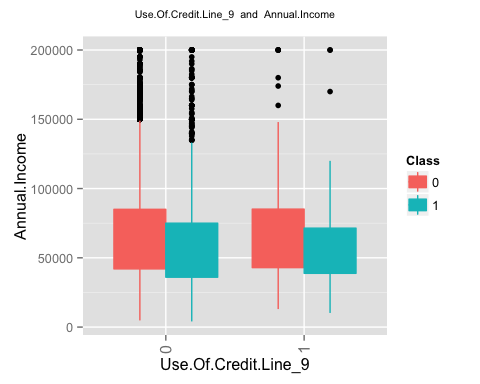 Use.Of.Credit.Line_9 and Annual.Income
200000
150000
100000
50000
0
Annual.Income
0
1
Use.Of.Credit.Line_9
Class
0
1